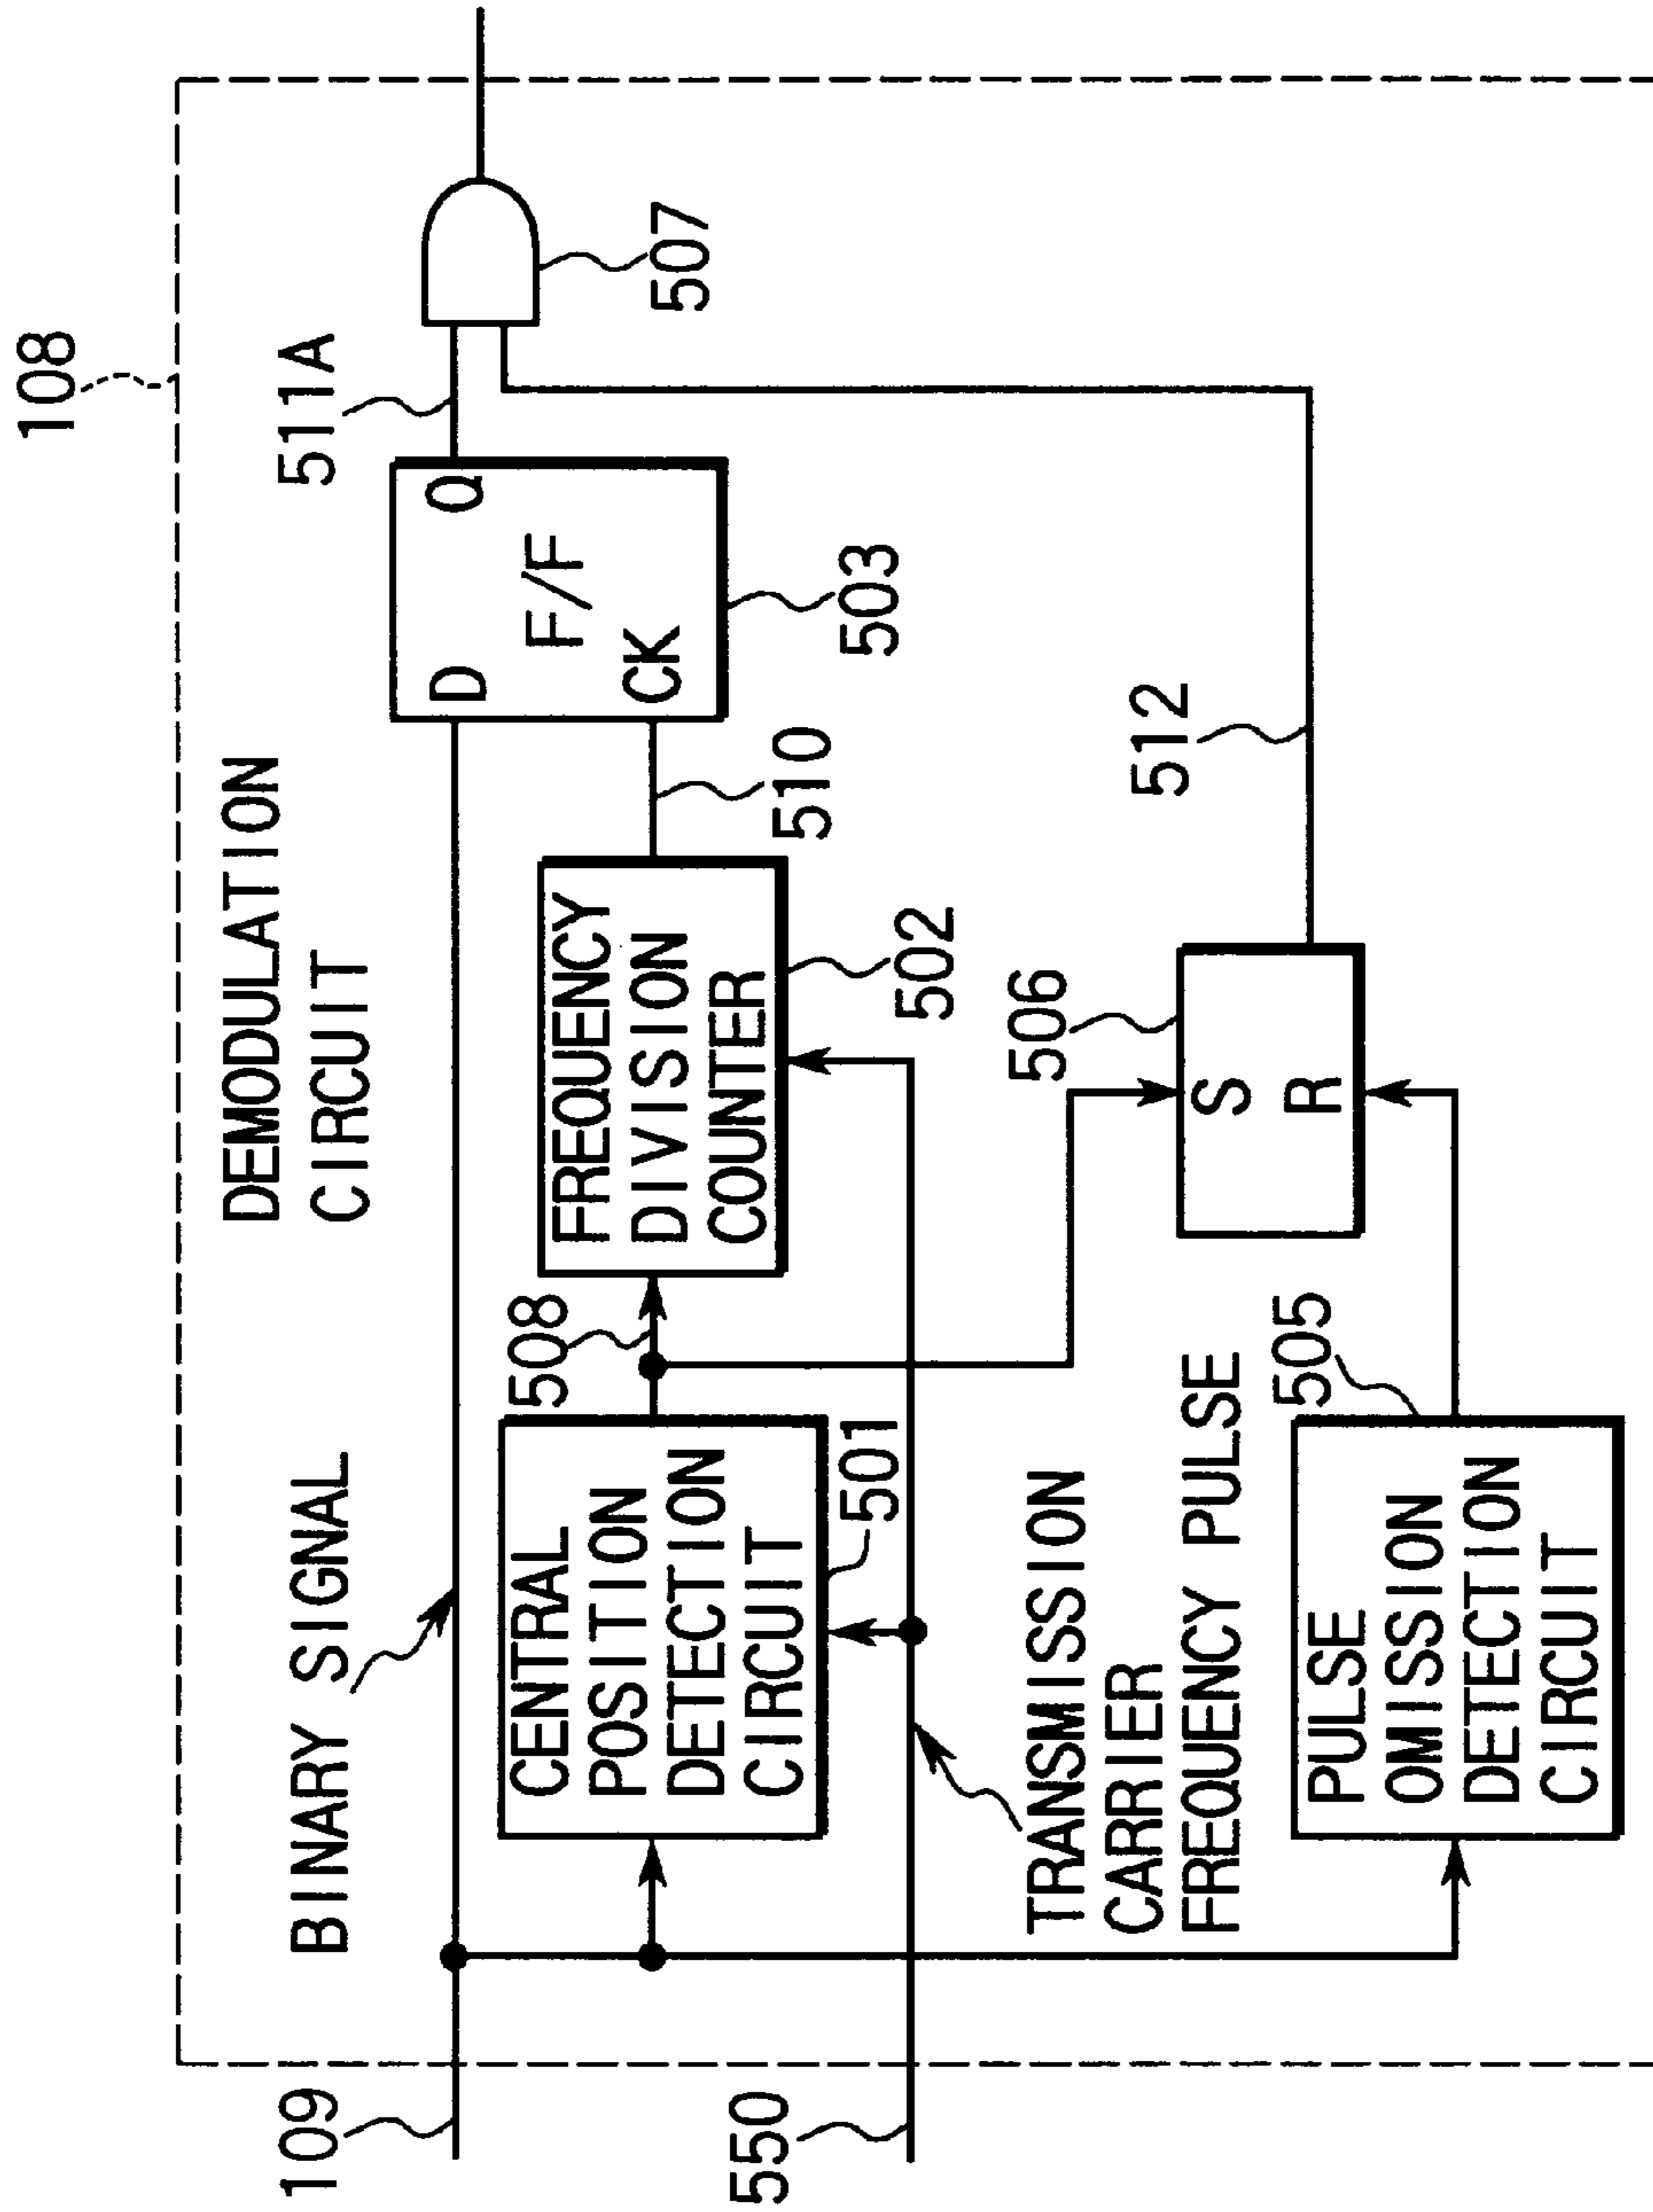 108
DEMODULATION
CIRCUIT
BINARY SIGNAL
109
511A
507
D
Q
F/F
CK
503
510
508
FREQUENCY
DIVISION
COUNTER
502
CENTRAL
POSITION
DETECTION
CIRCUIT
501
550
TRANSMISSION
CARRIER
FREQUENCY PULSE
506
S
R
512
505
PULSE
OMISSION
DETECTION
CIRCUIT